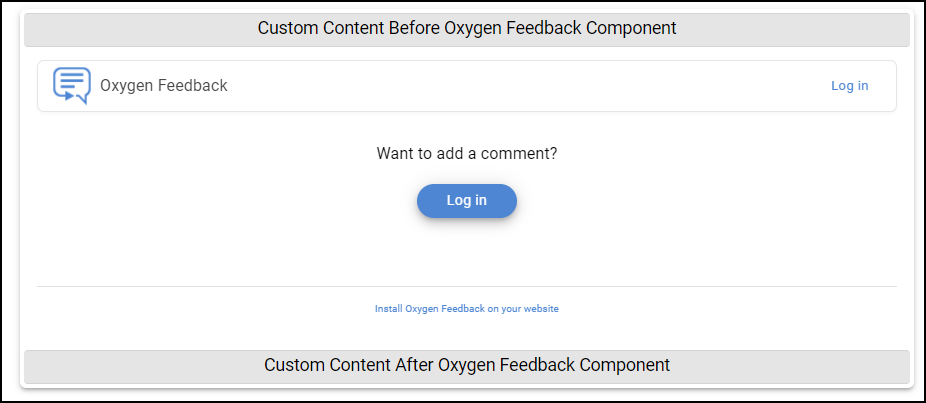 Custom Content Before Oxygen Feedback Component
Oxygen Feedback
Log in
Want to add a comment?
Log in
Install Oxygen Feedback on your website
Custom Content After Oxygen Feedback Component